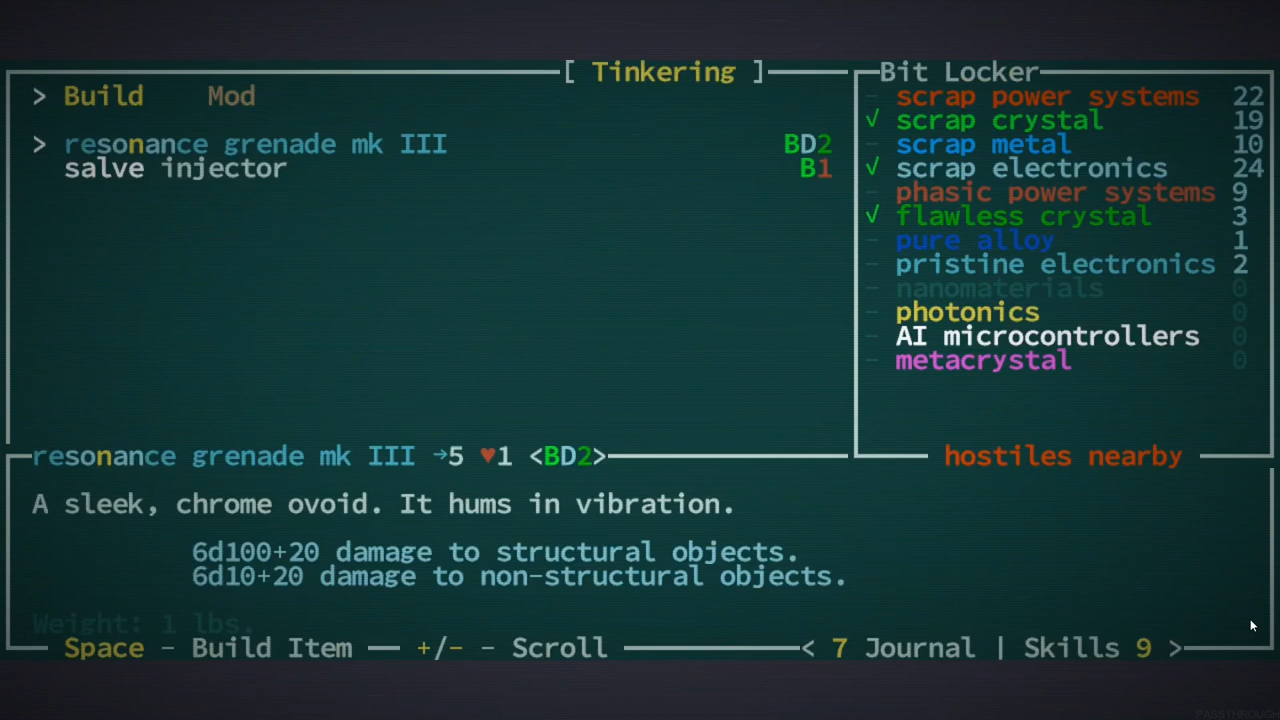 [ Tinkering ]
> Build Mod
> resonance grenade mk III BD2
salve injector B1
Bit Locker
- scrap power systems 22
√ scrap crystal 19
- scrap metal 10
√ scrap electronics 24
- phasic power systems 9
√ flawless crystal 3
- pure alloy 1
- pristine electronics 2
- nanomaterials 0
- photonics 0
- AI microcontrollers 0
- metacrystal 0
hostiles nearby
resonance grenade mk III →5 ♥1 <BD2>
A sleek, chrome ovoid. It hums in vibration.
6d100+20 damage to structural objects.
6d10+20 damage to non-structural objects.
Weight: 1 lbs.
Space - Build Item +/- - Scroll < 7 Journal | Skills 9 >